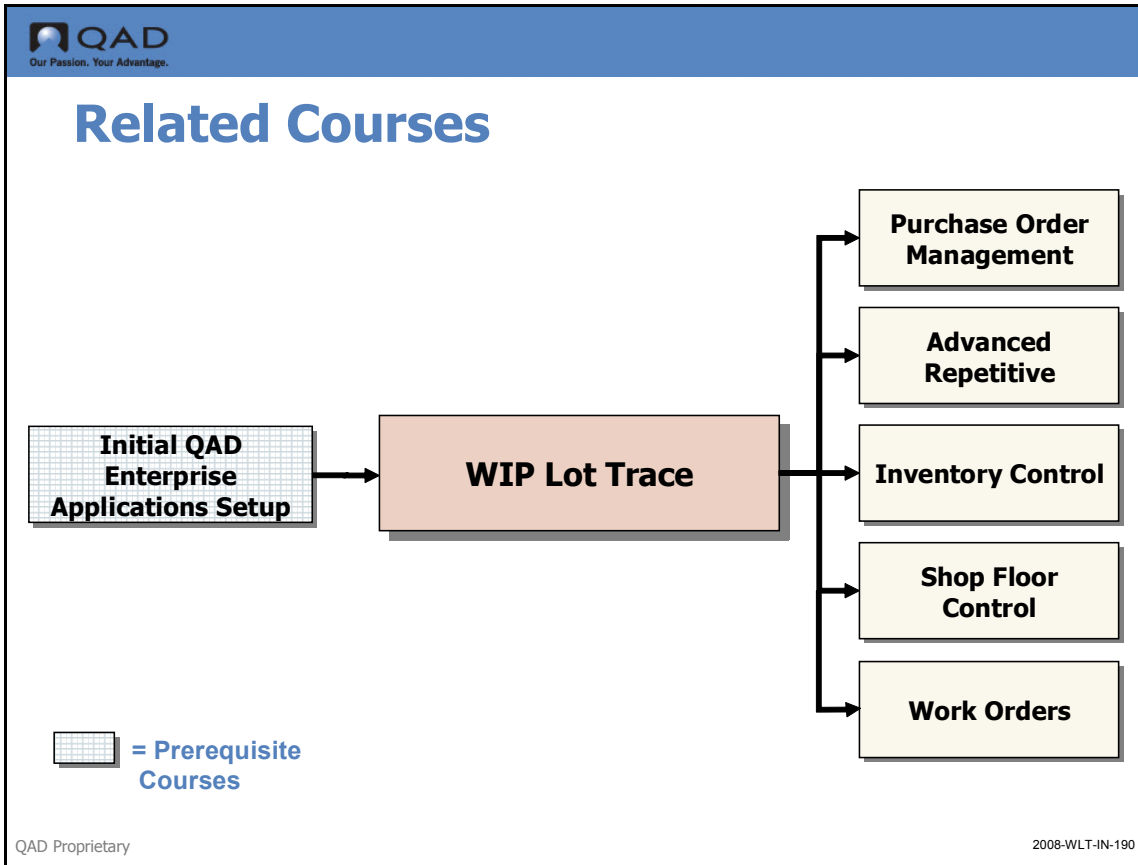 QAD
Our Passion. Your Advantage.
Related Courses
Initial QAD
Enterprise
Applications Setup
WIP Lot Trace
Purchase Order
Management
Advanced
Repetitive
Inventory Control
Shop Floor
Control
Work Orders
= Prerequisite
Courses
QAD Proprietary
2008-WLT-IN-190